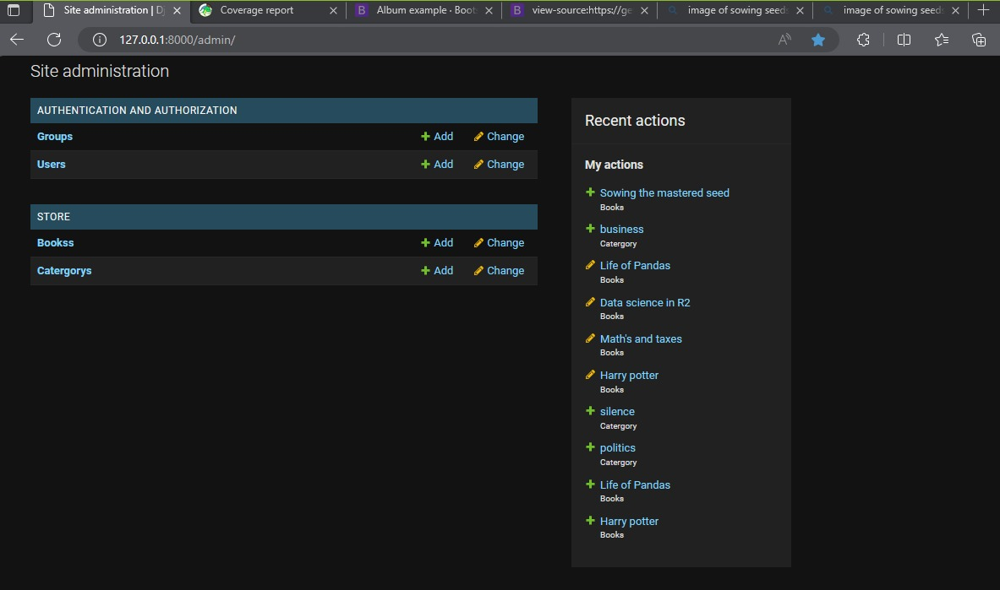 Site administration | Dj
Coverage report
Album example · Boot
view-source:https://ge
image of sowing seeds
image of sowing seeds
127.0.0.1:8000/admin/
Site administration
AUTHENTICATION AND AUTHORIZATION
Groups Add Change
Users Add Change
STORE
Bookss Add Change
Catergorys Add Change
Recent actions
My actions
Sowing the mastered seed
Books
business
Catergory
Life of Pandas
Books
Data science in R2
Books
Math's and taxes
Books
Harry potter
Books
silence
Catergory
politics
Catergory
Life of Pandas
Books
Harry potter
Books